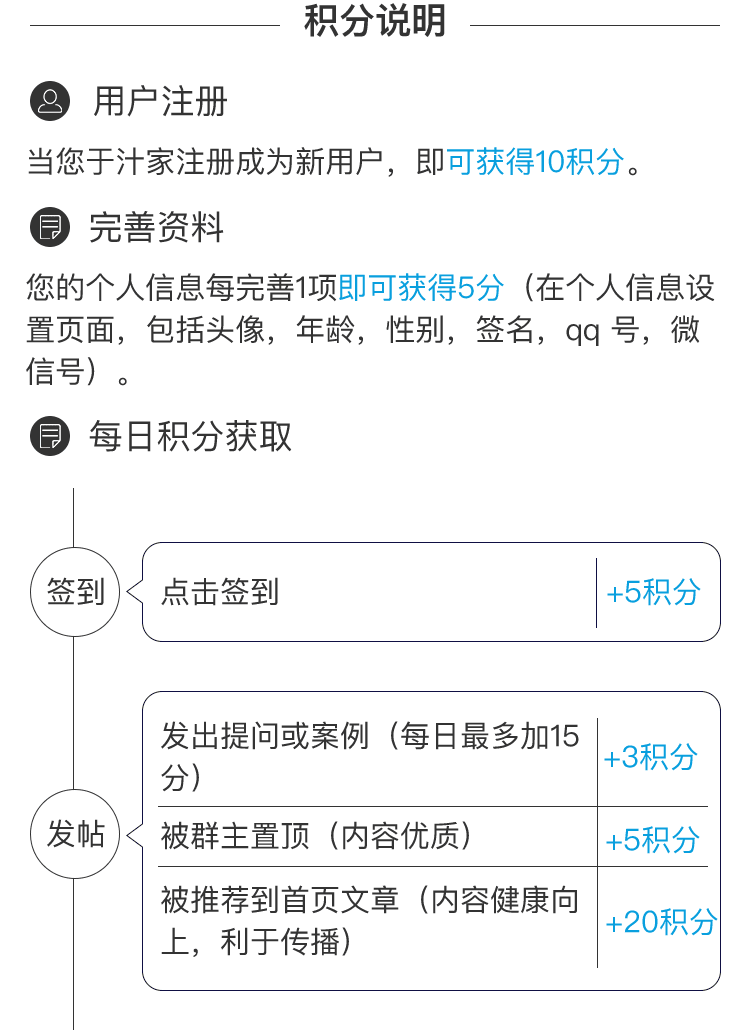 积分说明
用户注册
当您于汁家注册成为新用户，即可获得10积分。
完善资料
您的个人信息每完善1项即可获得5分（在个人信息设
置页面，包括头像，年龄，性别，签名，qq 号，微
信号）。
每日积分获取
签到
点击签到
+5积分
发帖
发出提问或案例（每日最多加15
分）
+3积分
被群主置顶（内容优质）
+5积分
被推荐到首页文章（内容健康向
上，利于传播）
+20积分